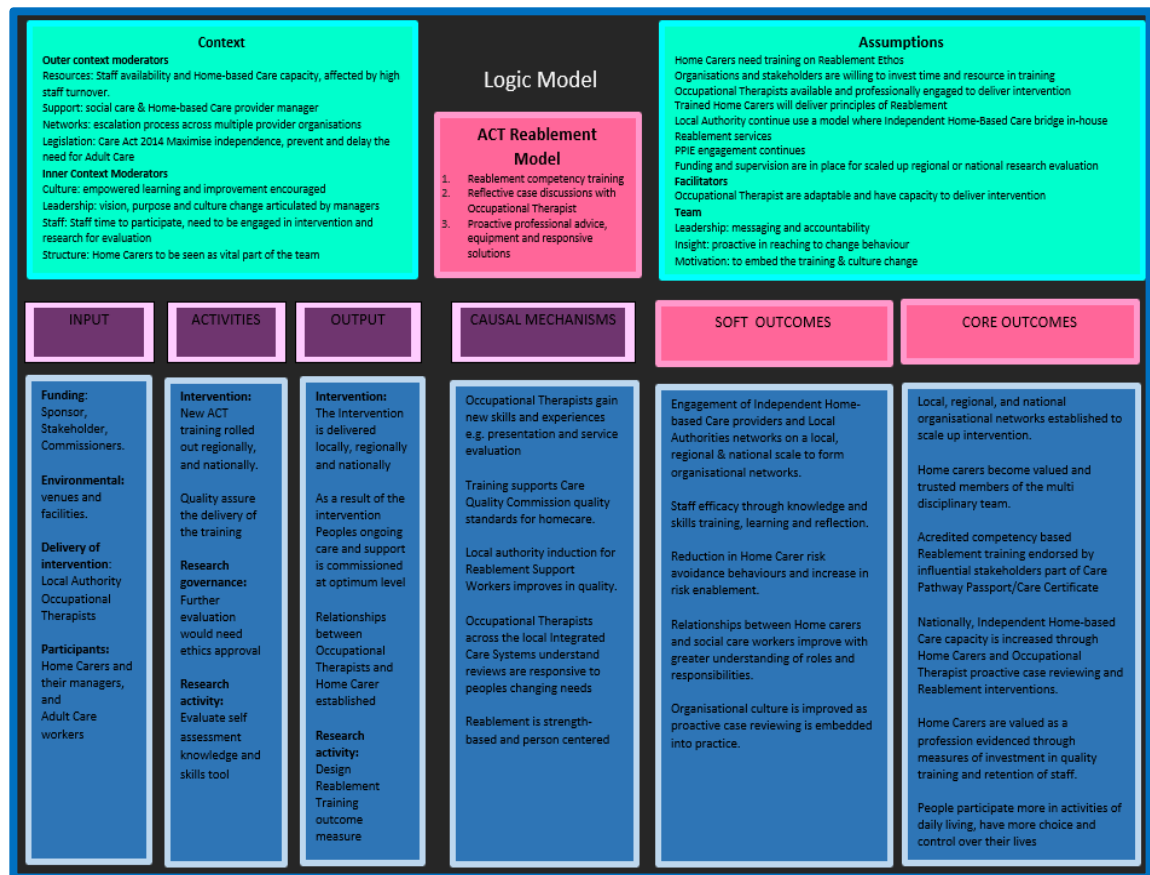 Context
Outer context moderators
Resources: Staff availability and Home-based Care capacity, affected by high
staff turnover.
Support: social care & Home-based Care provider manager
Networks: escalation process across multiple provider organisations
Legislation: Care Act 2014 Maximise independence, prevent and delay the
need for Adult Care
Inner Context Moderators
Culture: empowered learning and improvement encouraged
Leadership: vision, purpose and culture change articulated by managers
Staff: Staff time to participate, need to be engaged in intervention and
research for evaluation
Structure: Home Carers to be seen as vital part of the team
Logic Model
ACT Reablement
Model
1. Reablement competency training
2. Reflective case discussions with
Occupational Therapist
3. Proactive professional advice,
equipment and responsive
solutions
Assumptions
Home Carers need training on Reablement Ethos
Organisations and stakeholders are willing to invest time and resource in training
Occupational Therapists available and professionally engaged to deliver intervention
Trained Home Carers will deliver principles of Reablement
Local Authority continue use a model where Independent Home-Based Care bridge in-house
Reablement services
PPIE engagement continues
Funding and supervision are in place for scaled up regional or national research evaluation
Facilitators
Occupational Therapist are adaptable and have capacity to deliver intervention
Team
Leadership: messaging and accountability
Insight: proactive in reaching to change behaviour
Motivation: to embed the training & culture change
INPUT
Funding:
Sponsor,
Stakeholder,
Commissioners.
Environmental:
venues and
facilities.
Delivery of
intervention:
Local Authority
Occupational
Therapists
Participants:
Home Carers and
their managers,
and
Adult Care
workers
ACTIVITIES
Intervention:
New ACT
training rolled
out regionally,
and nationally.
Quality assure
the delivery of
the training
Research
governance:
Further
evaluation
would need
ethics approval
Research
activity:
Evaluate self
assessment
knowledge and
skills tool
OUTPUT
Intervention:
The Intervention
is delivered
locally, regionally
and nationally
As a result of the
intervention
Peoples ongoing
care and support
is commissioned
at optimum level
Relationships
between
Occupational
Therapists and
Home Carer
established
Research
activity:
Design
Reablement
Training
outcome
measure
CAUSAL MECHANISMS
Occupational Therapists gain
new skills and experiences
e.g. presentation and service
evaluation
Training supports Care
Quality Commission quality
standards for homecare.
Local authority induction for
Reablement Support
Workers improves in quality.
Occupational Therapists
across the local Integrated
Care Systems understand
reviews are responsive to
peoples changing needs
Reablement is strength-
based and person centered
SOFT OUTCOMES
Engagement of Independent Home-
based Care providers and Local
Authorities networks on a local,
regional & national scale to form
organisational networks.
Staff efficacy through knowledge and
skills training, learning and reflection.
Reduction in Home Carer risk
avoidance behaviours and increase in
risk enablement.
Relationships between Home carers
and social care workers improve with
greater understanding of roles and
responsibilities.
Organisational culture is improved as
proactive case reviewing is embedded
into practice.
CORE OUTCOMES
Local, regional, and national
organisational networks established to
scale up intervention.
Home carers become valued and
trusted members of the multi
disciplinary team.
Accredited competency based
Reablement training endorsed by
influential stakeholders part of Care
Pathway Passport/Care Certificate
Nationally, Independent Home-based
Care capacity is increased through
Home Carers and Occupational
Therapist proactive case reviewing and
Reablement interventions.
Home Carers are valued as a
profession evidenced through
measures of investment in quality
training and retention of staff.
People participate more in activities of
daily living, have more choice and
control over their lives